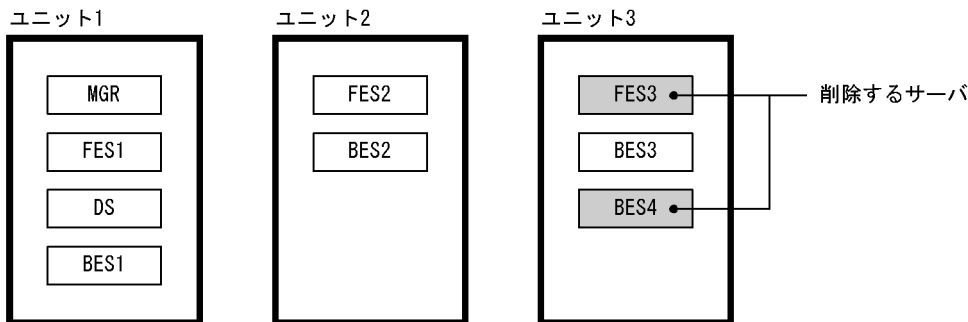 ユニット1
MGR
FES1
DS
BES1
ユニット2
FES2
BES2
ユニット3
FES3
BES3
BES4
削除するサーバ